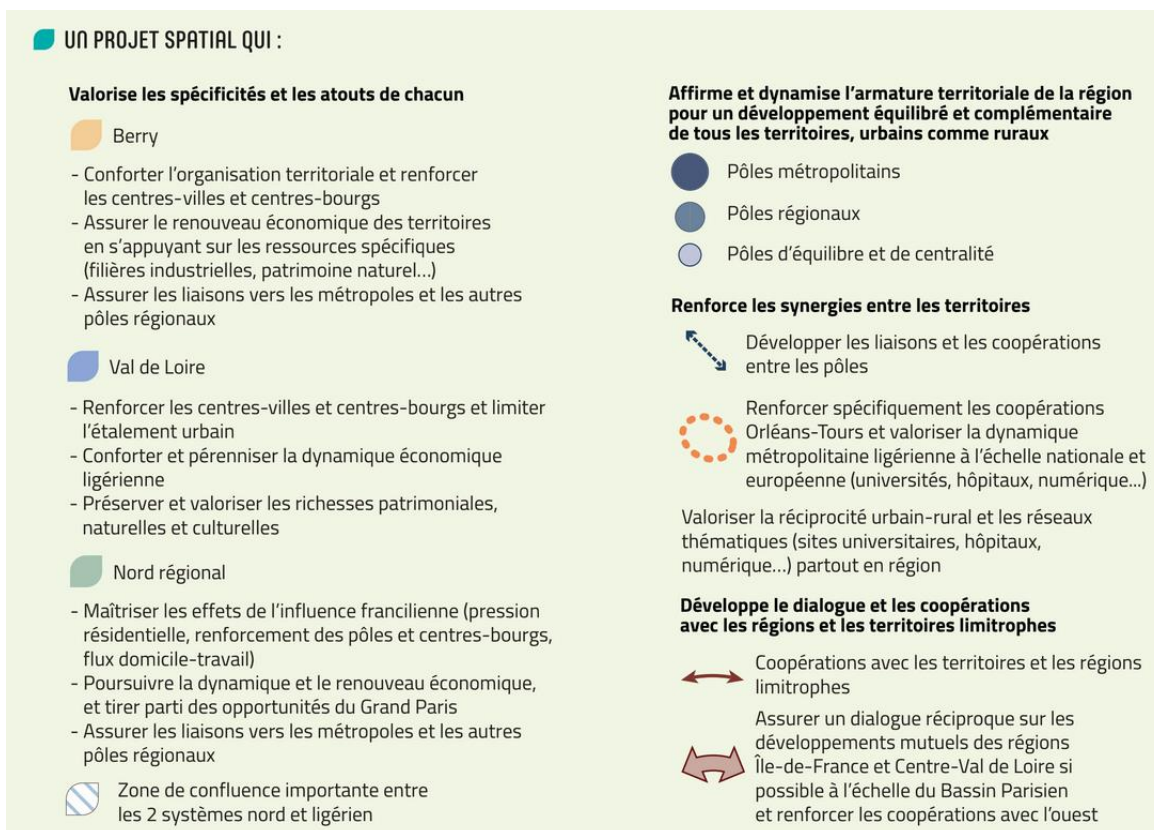 UN PROJET SPATIAL QUI :
Valorise les spécificités et les atouts de chacun
Berry
- Conforter l'organisation territoriale et renforcer
les centres-villes et centres-bourgs
- Assurer le renouveau économique des territoires
en s'appuyant sur les ressources spécifiques
(filières industrielles, patrimoine naturel...)
- Assurer les liaisons vers les métropoles et les autres
pôles régionaux
Val de Loire
- Renforcer les centres-villes et centres-bourgs et limiter
l'étalement urbain
- Conforter et pérenniser la dynamique économique
ligérienne
- Préserver et valoriser les richesses patrimoniales,
naturelles et culturelles
Nord régional
- Maîtriser les effets de l'influence francilienne (pression
résidentielle, renforcement des pôles et centres-bourgs,
flux domicile-travail)
- Poursuivre la dynamique et le renouveau économique,
et tirer parti des opportunités du Grand Paris
- Assurer les liaisons vers les métropoles et les autres
pôles régionaux
Zone de confluence importante entre
les 2 systèmes nord et ligérien
Affirme et dynamise l'armature territoriale de la région
pour un développement équilibré et complémentaire
de tous les territoires, urbains comme ruraux
Pôles métropolitains
Pôles régionaux
Pôles d'équilibre et de centralité
Renforce les synergies entre les territoires
Développer les liaisons et les coopérations
entre les pôles
Renforcer spécifiquement les coopérations
Orléans-Tours et valoriser la dynamique
métropolitaine ligérienne à l'échelle nationale et
européenne (universités, hôpitaux, numérique...)
Valoriser la réciprocité urbain-rural et les réseaux
thématiques (sites universitaires, hôpitaux,
numérique...) partout en région
Développe le dialogue et les coopérations
avec les régions et les territoires limitrophes
Coopérations avec les territoires et les régions
limitrophes
Assurer un dialogue réciproque sur les
développements mutuels des régions
Île-de-France et Centre-Val de Loire si
possible à l'échelle du Bassin Parisien
et renforcer les coopérations avec l'ouest